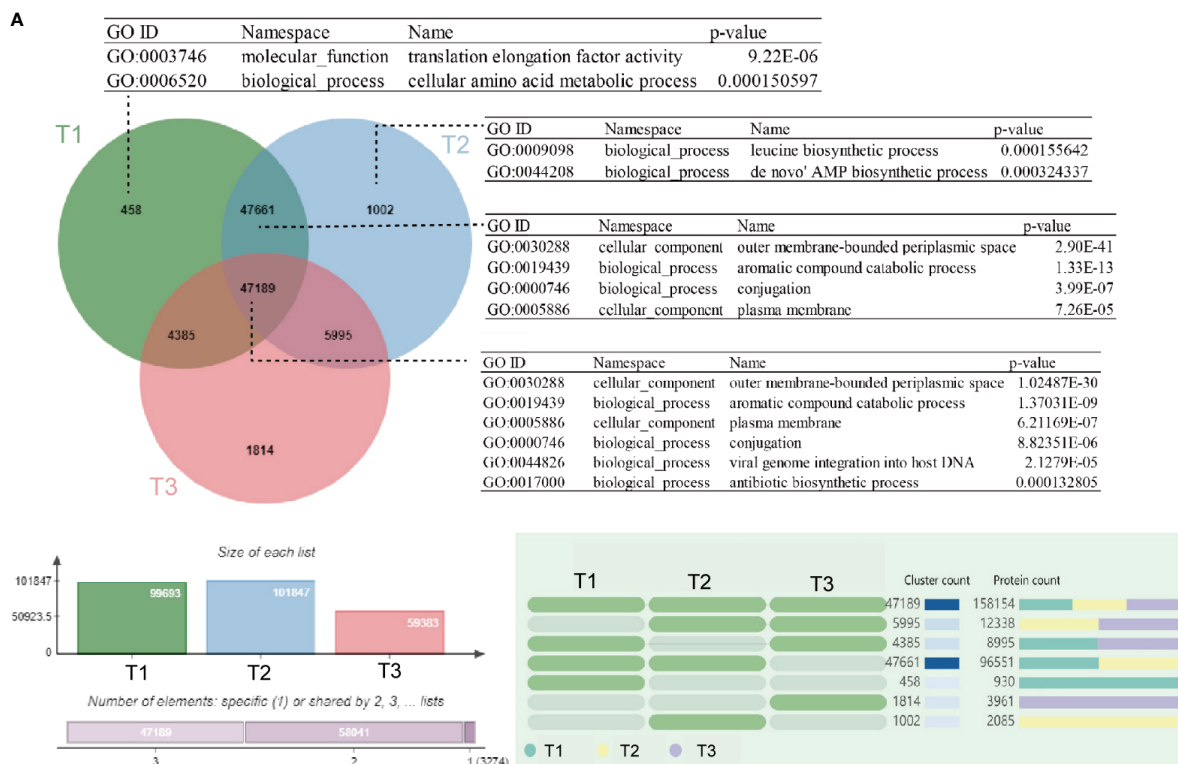 A
GO ID Namespace Name p-value
GO:0003746 molecular_function translation elongation factor activity 9.22E-06
GO:0006520 biological_process cellular amino acid metabolic process 0.000150597
T1
T2
T3
458
47661
1002
47189
4385
5995
1814
GO ID Namespace Name p-value
GO:0009098 biological_process leucine biosynthetic process 0.000155642
GO:0044208 biological_process de novo' AMP biosynthetic process 0.000324337
GO ID Namespace Name p-value
GO:0030288 cellular_component outer membrane-bounded periplasmic space 2.90E-41
GO:0019439 biological_process aromatic compound catabolic process 1.33E-13
GO:0000746 biological_process conjugation 3.99E-07
GO:0005886 cellular_component plasma membrane 7.26E-05
GO ID Namespace Name p-value
GO:0030288 cellular_component outer membrane-bounded periplasmic space 1.02487E-30
GO:0019439 biological_process aromatic compound catabolic process 1.37031E-09
GO:0005886 cellular_component plasma membrane 6.21169E-07
GO:0000746 biological_process conjugation 8.82351E-06
GO:0044826 biological_process viral genome integration into host DNA 2.1279E-05
GO:0017000 biological_process antibiotic biosynthetic process 0.000132805
Size of each list
101847
50923.5
0
99693
101847
59383
T1 T2 T3
Number of elements: specific (1) or shared by 2, 3, ... lists
47189 58041
3 2 1 (3274)
T1 T2 T3 Cluster count Protein count
47189 158154
5995 12338
4385 8995
47661 96551
458 930
1814 3961
1002 2085
T1 T2 T3